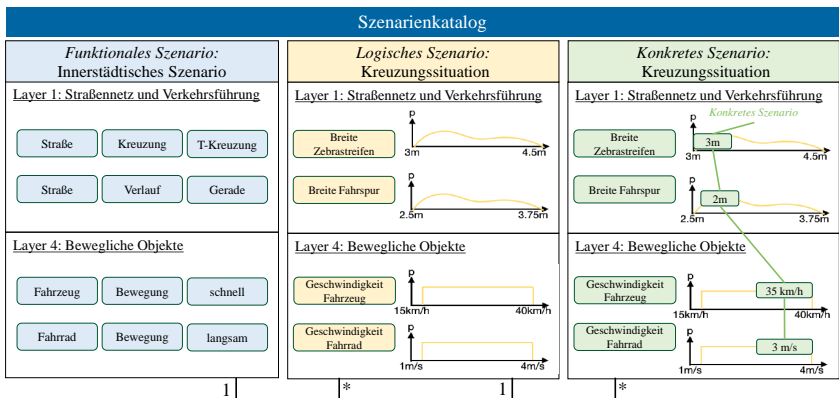 Szenarienkatalog
Funktionales Szenario:
Innerstädtisches Szenario
Layer 1: Straßennetz und Verkehrsführung
Straße Kreuzung T-Kreuzung
Straße Verlauf Gerade
Layer 4: Bewegliche Objekte
Fahrzeug Bewegung schnell
Fahrrad Bewegung langsam
1
Logisches Szenario:
Kreuzungssituation
Layer 1: Straßennetz und Verkehrsführung
Breite
Zebrastreifen
p
3m 4.5m
Breite Fahrspur
p
2.5m 3.75m
Layer 4: Bewegliche Objekte
Geschwindigkeit
Fahrzeug
p
15km/h 40km/h
Geschwindigkeit
Fahrrad
p
1m/s 4m/s
* 1
Konkretes Szenario:
Kreuzungssituation
Layer 1: Straßennetz und Verkehrsführung
Konkretes Szenario
Breite
Zebrastreifen
p
3m
3m 4.5m
Breite Fahrspur
p
2m
2.5m 3.75m
Layer 4: Bewegliche Objekte
Geschwindigkeit
Fahrzeug
p
35 km/h
15km/h 40km/h
Geschwindigkeit
Fahrrad
p
3 m/s
1m/s 4m/s
*